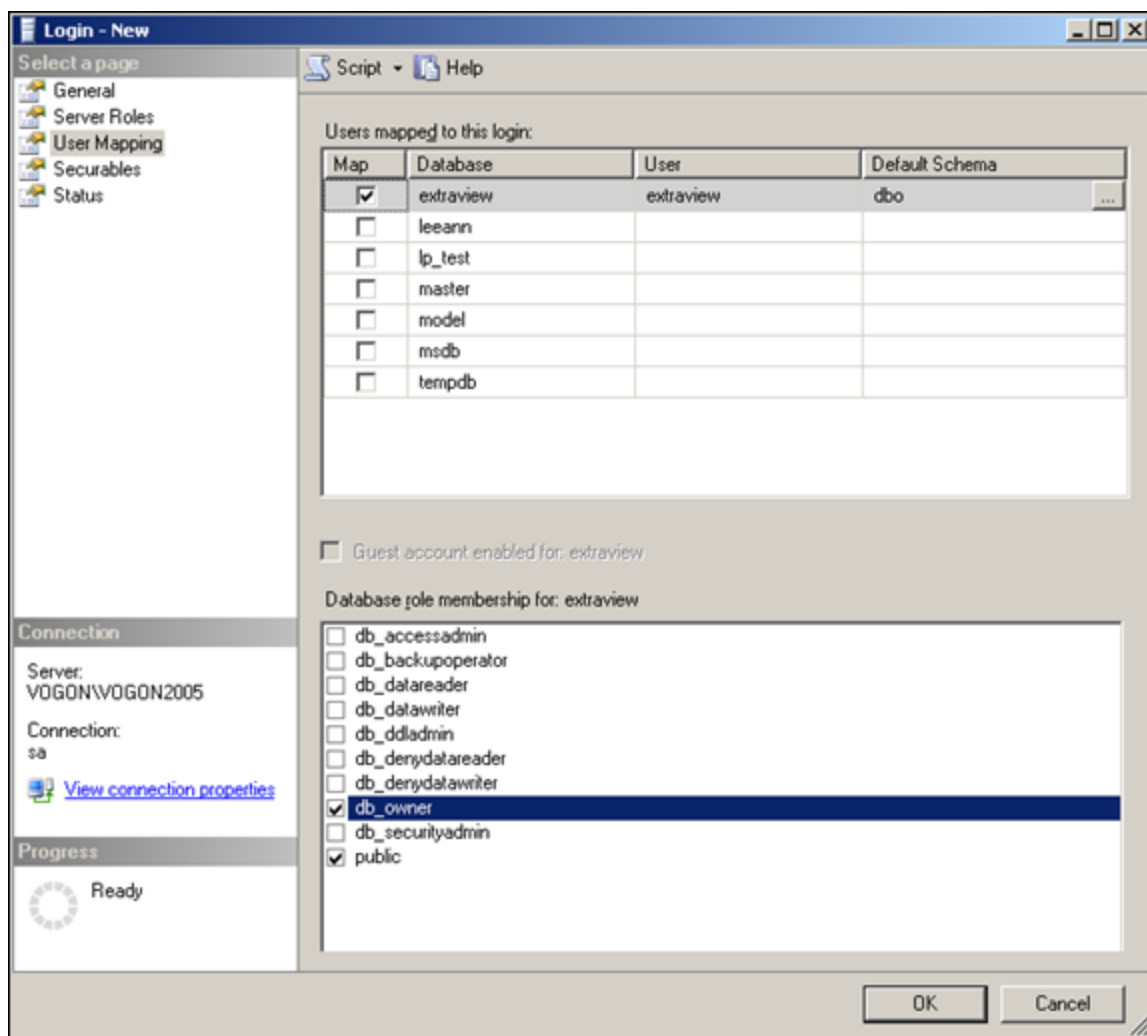 Login - New
Select a page
General
Server Roles
User Mapping
Securables
Status
Connection
Server:
VOGON\VOGON2005
Connection:
sa
View connection properties
Progress
Ready
Script Help
Users mapped to this login:
Map Database User Default Schema
extraview extraview dbo ...
leeann
lp_test
master
model
msdb
tempdb
Guest account enabled for: extraview
Database role membership for: extraview
db_accessadmin
db_backupoperator
db_datareader
db_datawriter
db_ddladmin
db_denydatareader
db_denydatawriter
db_owner
db_securityadmin
public
OK Cancel